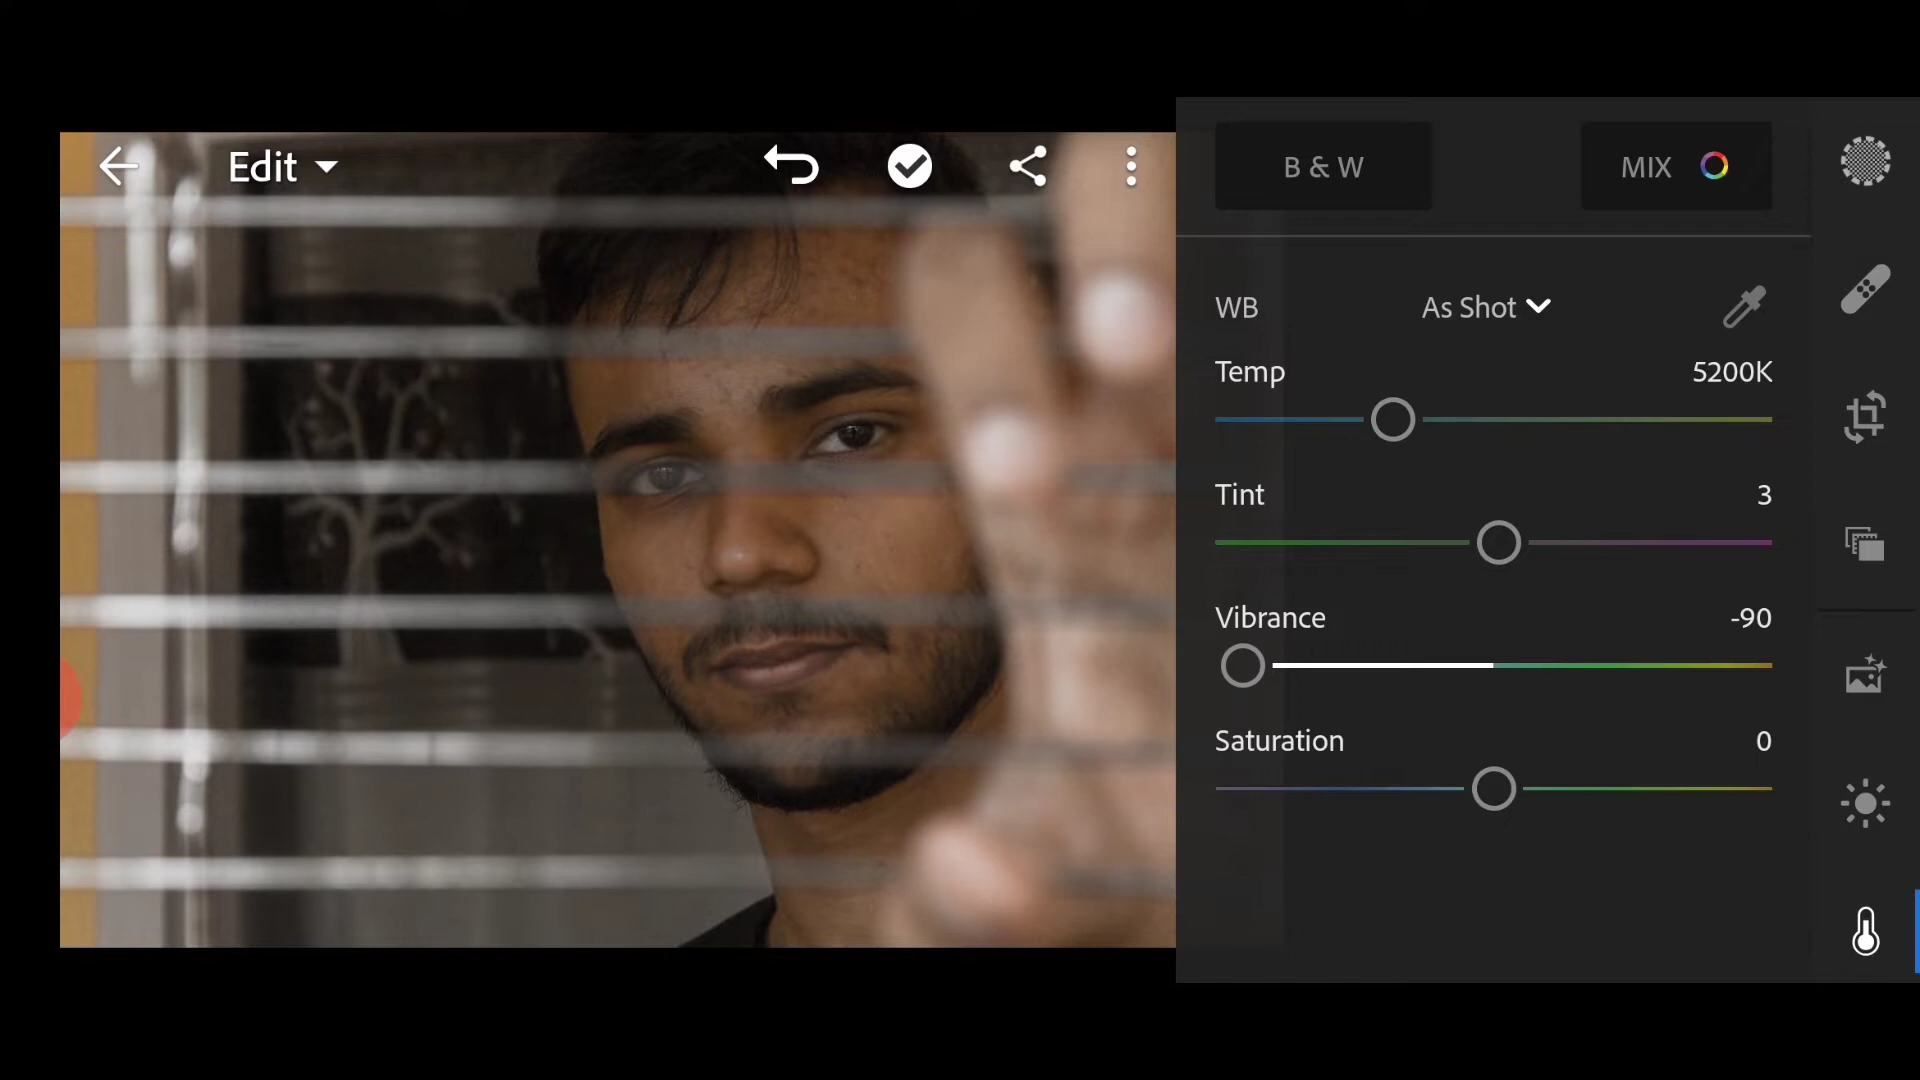 Edit
B & W
MIX
WB
As Shot
Temp
5200K
Tint
3
Vibrance
-90
Saturation
0